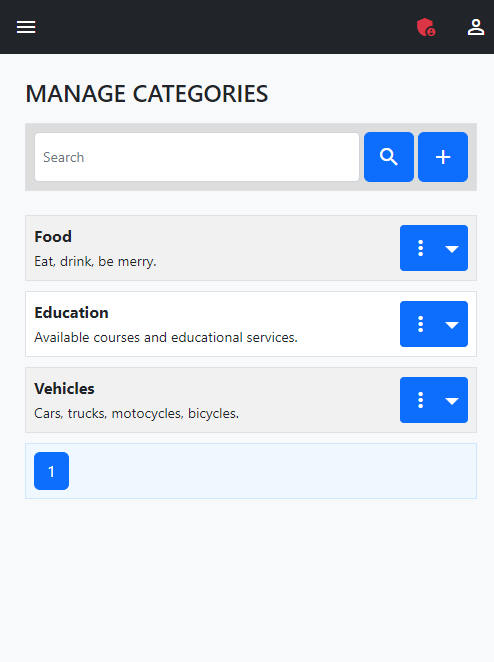 MANAGE CATEGORIES
Search
Food
Eat, drink, be merry.
Education
Available courses and educational services.
Vehicles
Cars, trucks, motocycles, bicycles.
1